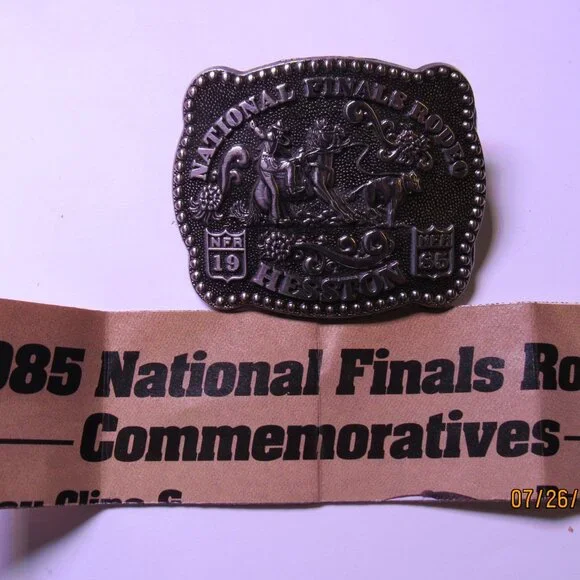 NATIONAL FINALS RODEO
NFR
19
NFR
85
HESSTON
985 National Finals Ro
Commemoratives
07/26/